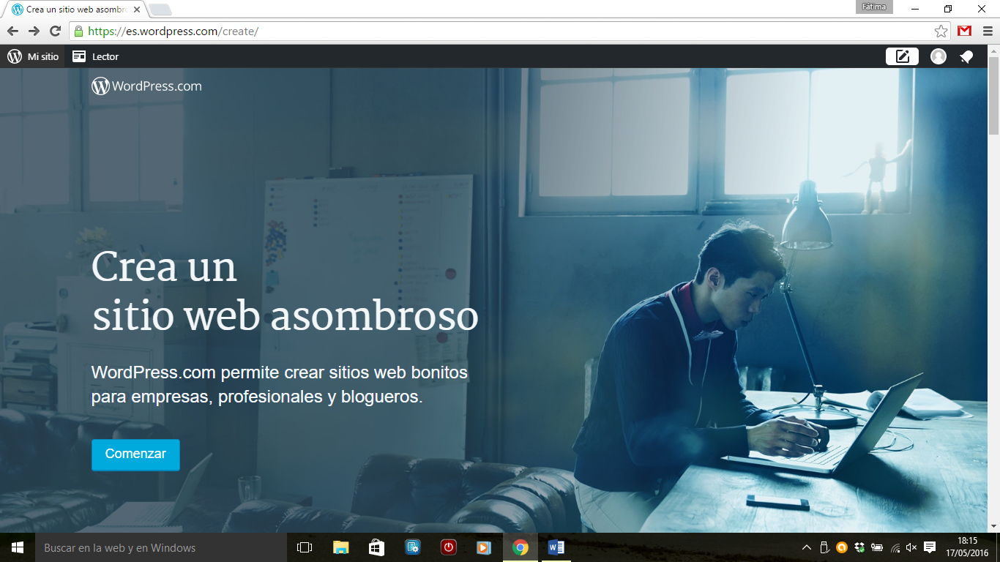 Crea un sitio web asombro
Fátima
https://es.wordpress.com/create/
Mi sitio
Lector
WordPress.com
Crea un
sitio web asombroso
WordPress.com permite crear sitios web bonitos
para empresas, profesionales y blogueros.
Comenzar
Buscar en la web y en Windows
18:15
17/05/2016